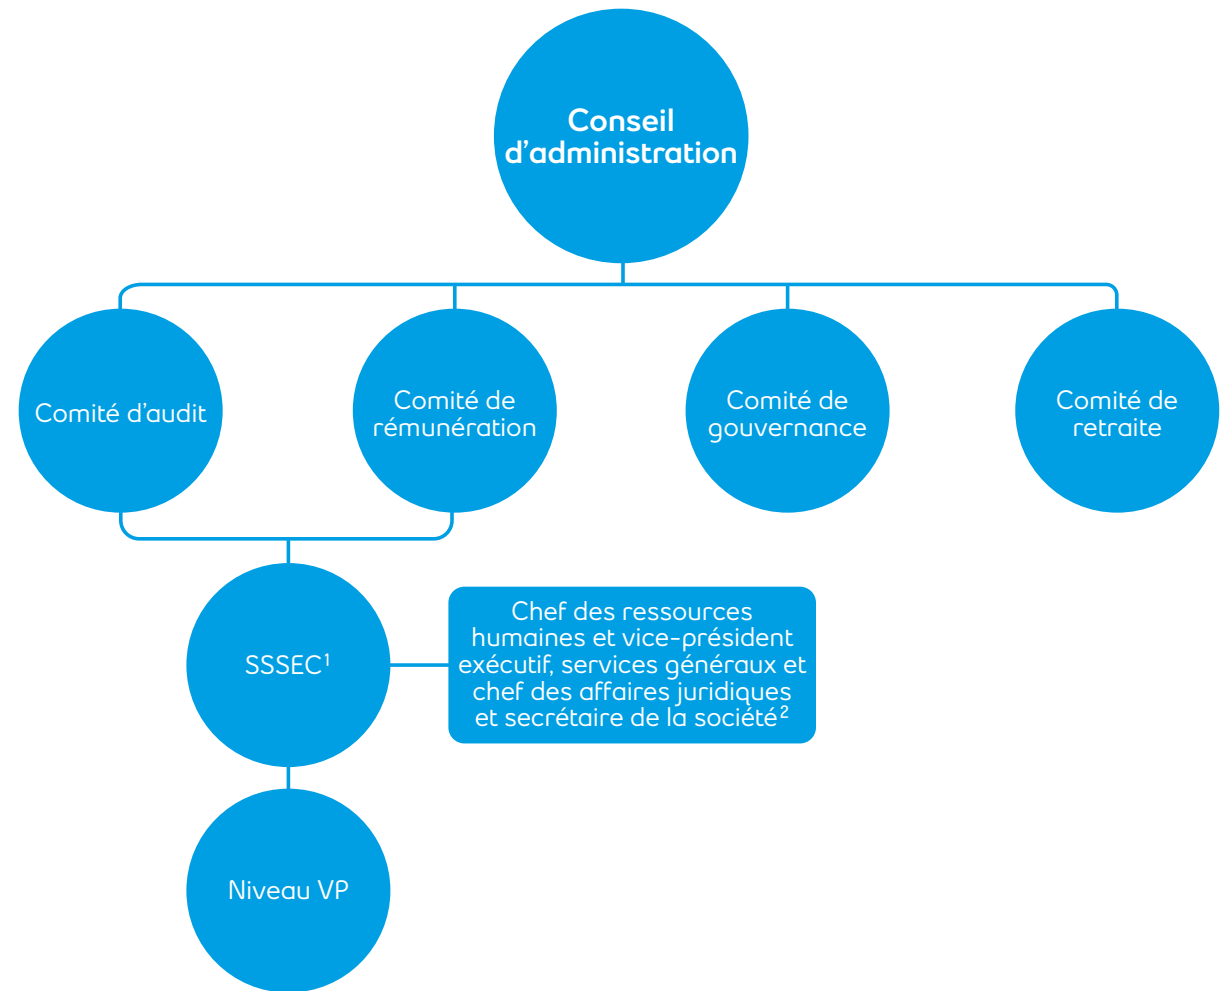 Conseil
d’administration
Comité d’audit
Comité de
rémunération
Comité de
gouvernance
Comité de
retraite
SSSEC¹
Chef des ressources
humaines et vice-président
exécutif, services généraux et
chef des affaires juridiques
et secrétaire de la société²
Niveau VP